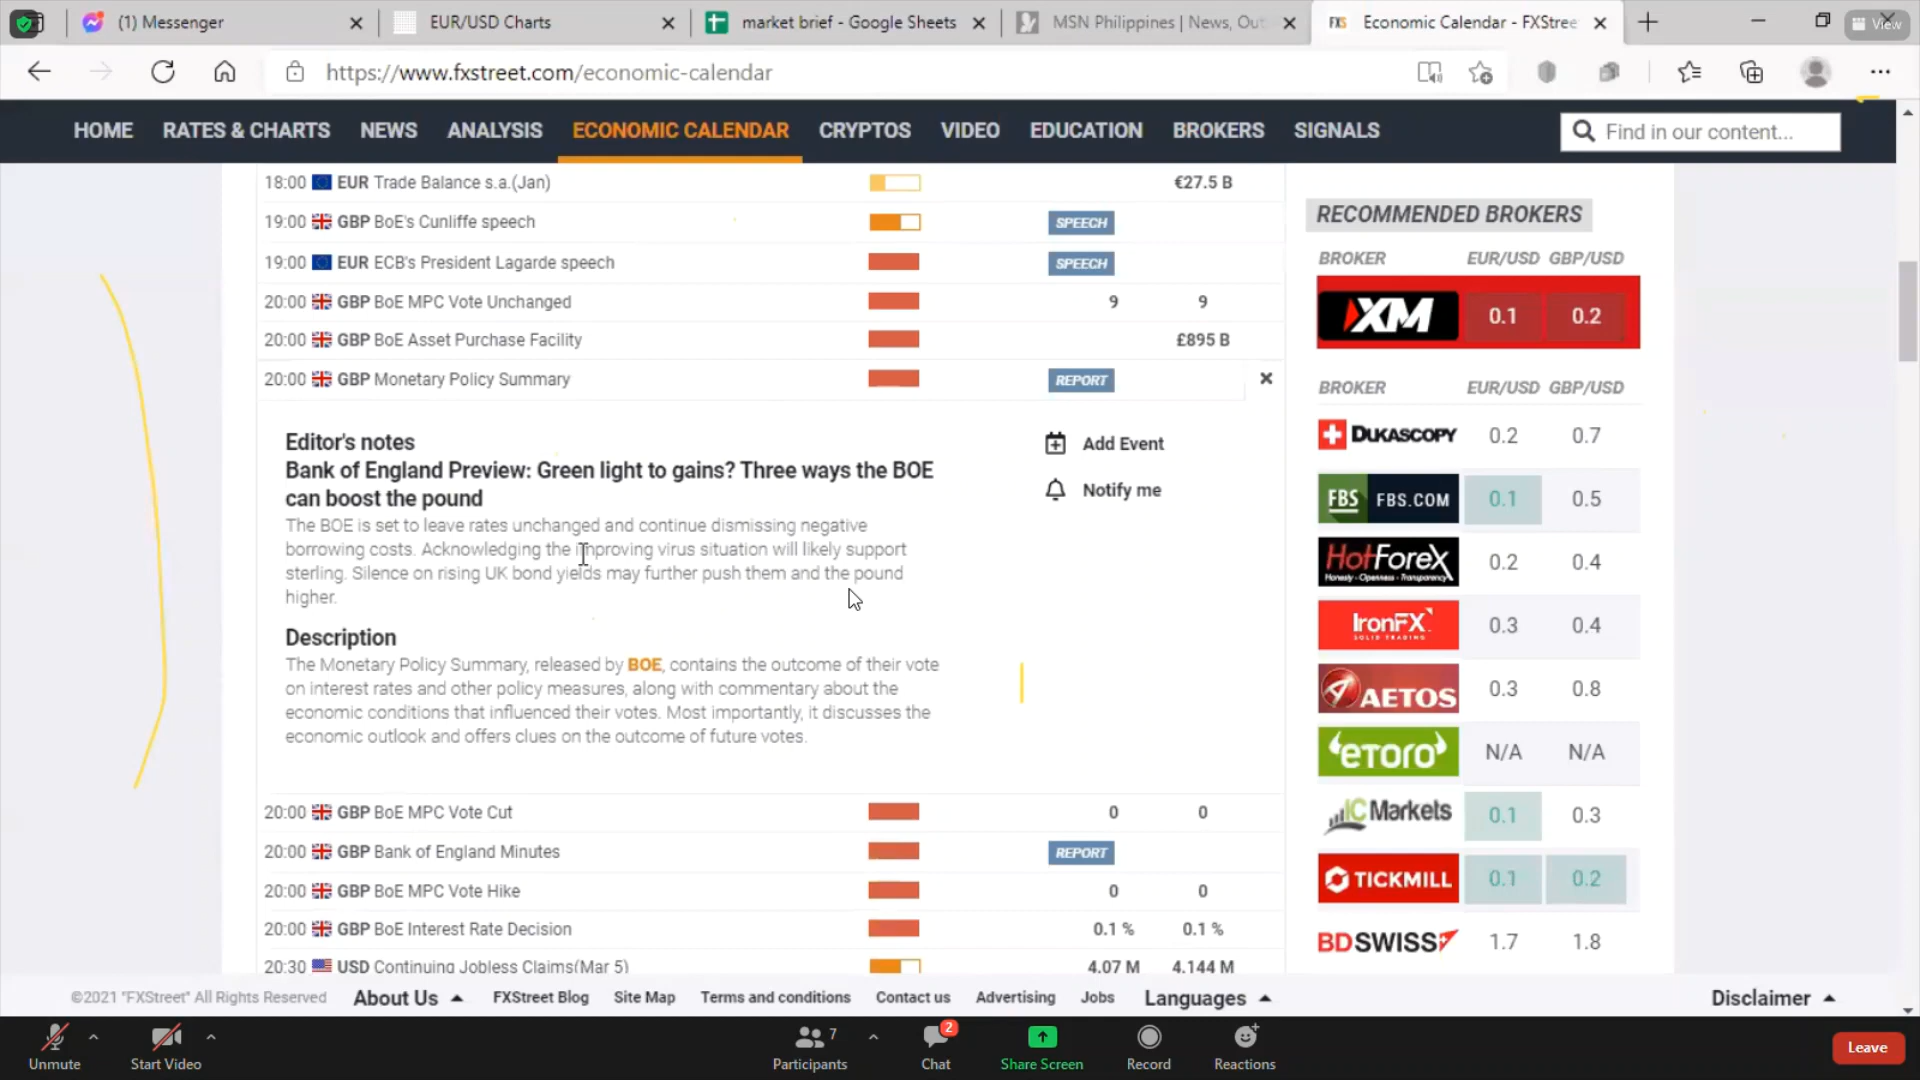 (1) Messenger
EUR/USD Charts
market brief - Google Sheets
MSN Philippines | News, Out
FXS Economic Calendar - FXStree
View
https://www.fxstreet.com/economic-calendar
HOME RATES & CHARTS NEWS ANALYSIS ECONOMIC CALENDAR CRYPTOS VIDEO EDUCATION BROKERS SIGNALS
Find in our content...
18:00 EUR Trade Balance s.a.(Jan) €27.5 B
19:00 GBP BoE's Cunliffe speech SPEECH
19:00 EUR ECB's President Lagarde speech SPEECH
20:00 GBP BoE MPC Vote Unchanged 9 9
20:00 GBP BoE Asset Purchase Facility £895 B
20:00 GBP Monetary Policy Summary REPORT
Editor's notes
Bank of England Preview: Green light to gains? Three ways the BOE
can boost the pound
The BOE is set to leave rates unchanged and continue dismissing negative
borrowing costs. Acknowledging the improving virus situation will likely support
sterling. Silence on rising UK bond yields may further push them and the pound
higher.
Add Event
Notify me
Description
The Monetary Policy Summary, released by BOE, contains the outcome of their vote
on interest rates and other policy measures, along with commentary about the
economic conditions that influenced their votes. Most importantly, it discusses the
economic outlook and offers clues on the outcome of future votes.
20:00 GBP BoE MPC Vote Cut 0 0
20:00 GBP Bank of England Minutes REPORT
20:00 GBP BoE MPC Vote Hike 0 0
20:00 GBP BoE Interest Rate Decision 0.1 % 0.1 %
20:30 USD Continuing Jobless Claims(Mar 5) 4.07 M 4.144 M
RECOMMENDED BROKERS
BROKER EUR/USD GBP/USD
XM 0.1 0.2
BROKER EUR/USD GBP/USD
DUKASCOPY 0.2 0.7
FBS FBS.COM 0.1 0.5
HotForeX 0.2 0.4
Honesty - Openness - Transparency
IronFX 0.3 0.4
SOLID TRADING
AETOS 0.3 0.8
eToro N/A N/A
IC Markets 0.1 0.3
TICKMILL 0.1 0.2
BDSWISS 1.7 1.8
©2021 "FXStreet" All Rights Reserved About Us FXStreet Blog Site Map Terms and conditions Contact us Advertising Jobs Languages Disclaimer
7
2
Unmute Start Video Participants Chat Share Screen Record Reactions Leave